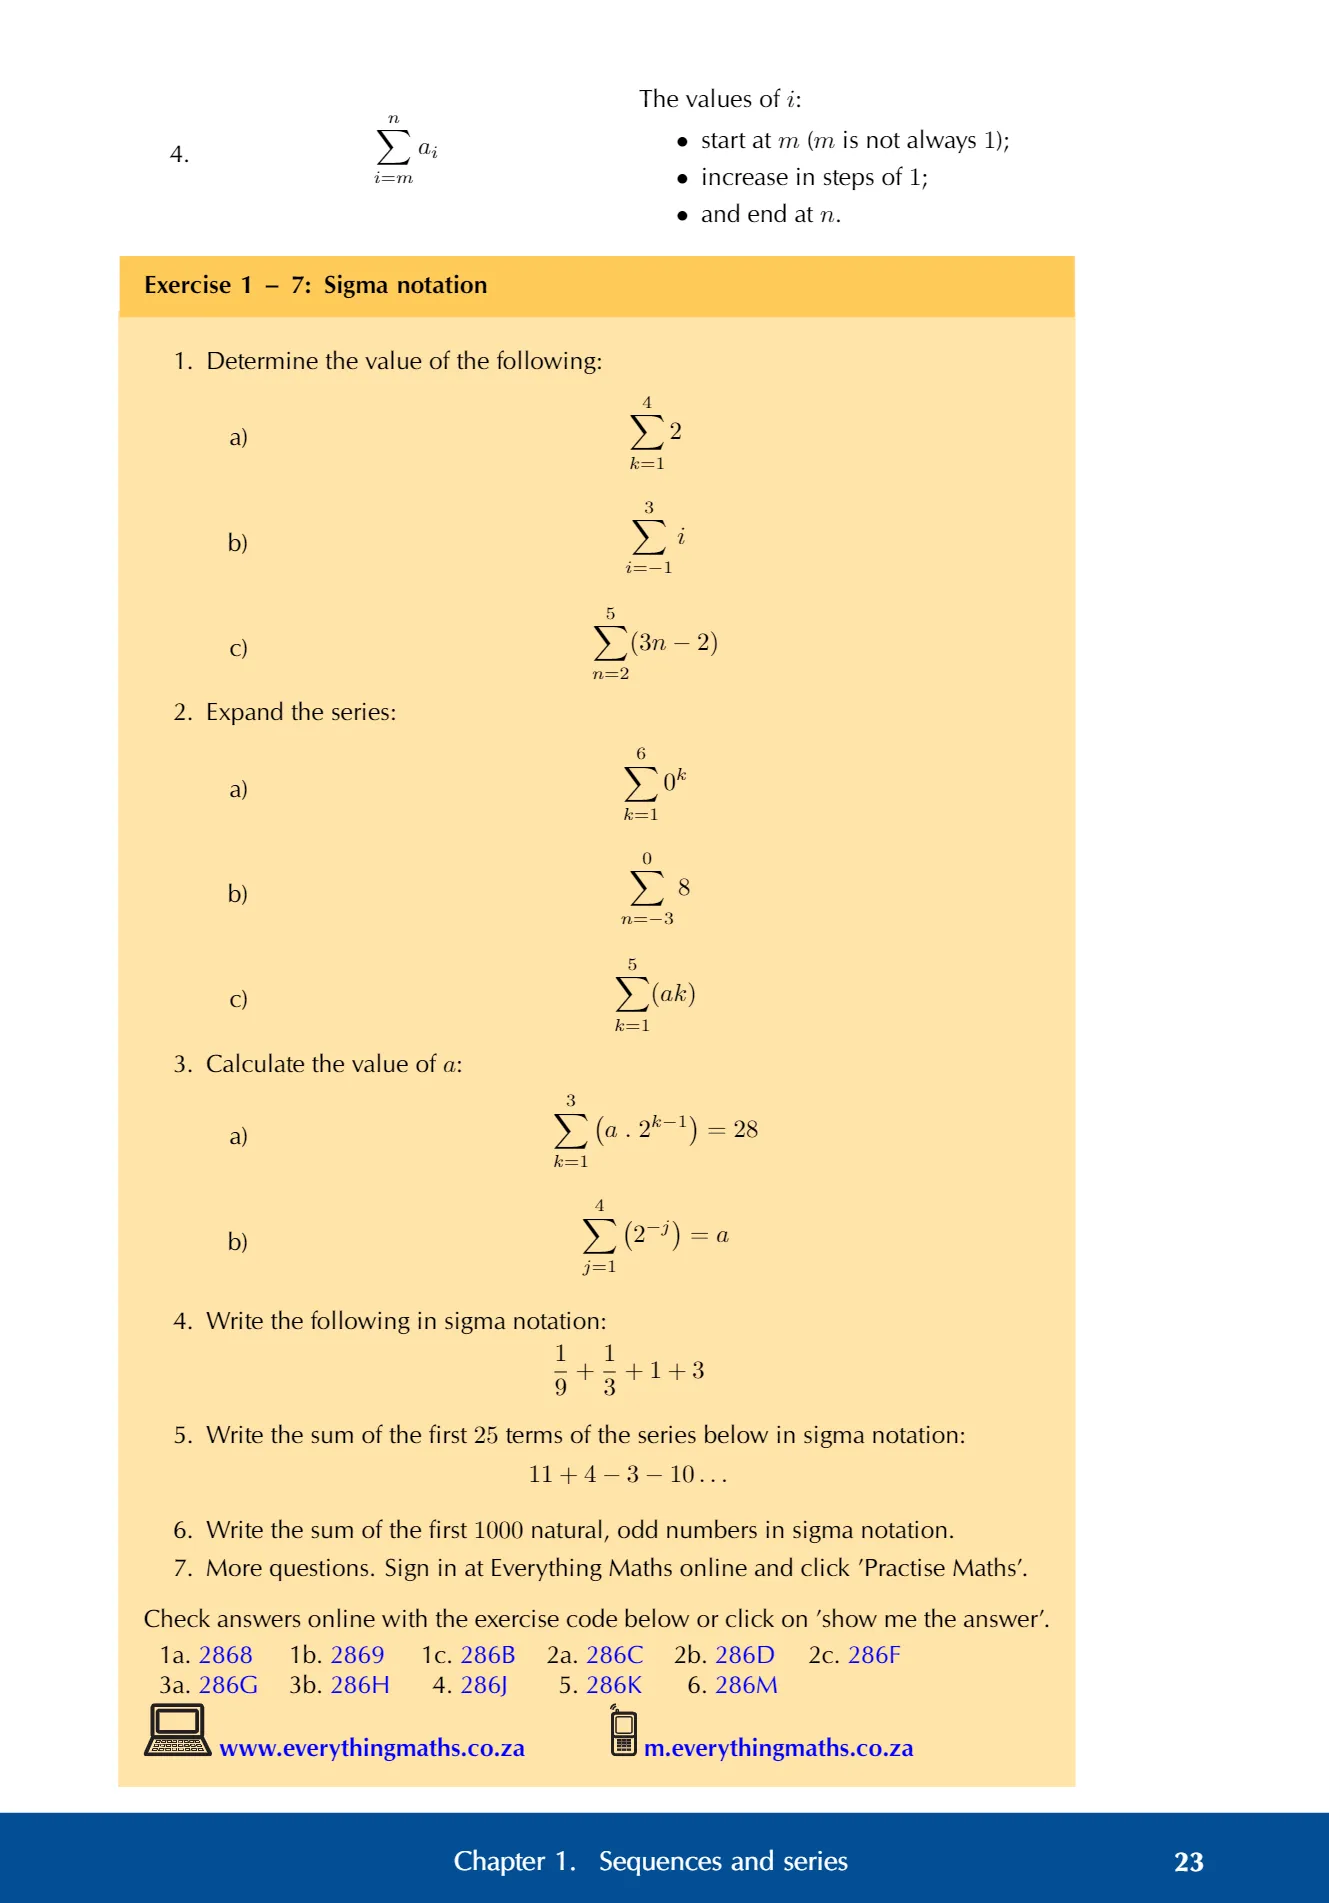 The values of i:
4. \sum_{i=m}^{n} a_i
• start at m (m is not always 1);
• increase in steps of 1;
• and end at n.
Exercise 1 – 7: Sigma notation
1. Determine the value of the following:
a) \sum_{k=1}^{4} 2
b) \sum_{i=-1}^{3} i
c) \sum_{n=2}^{5} (3n − 2)
2. Expand the series:
a) \sum_{k=1}^{6} 0^k
b) \sum_{n=-3}^{0} 8
c) \sum_{k=1}^{5} (ak)
3. Calculate the value of a:
a) \sum_{k=1}^{3} (a . 2^{k−1}) = 28
b) \sum_{j=1}^{4} (2^{−j}) = a
4. Write the following in sigma notation:
\frac{1}{9} + \frac{1}{3} + 1 + 3
5. Write the sum of the first 25 terms of the series below in sigma notation:
11 + 4 − 3 − 10 . . .
6. Write the sum of the first 1000 natural, odd numbers in sigma notation.
7. More questions. Sign in at Everything Maths online and click ’Practise Maths’.
Check answers online with the exercise code below or click on ’show me the answer’.
1a. 2868 1b. 2869 1c. 286B 2a. 286C 2b. 286D 2c. 286F
3a. 286G 3b. 286H 4. 286J 5. 286K 6. 286M
www.everythingmaths.co.za m.everythingmaths.co.za
Chapter 1. Sequences and series 23